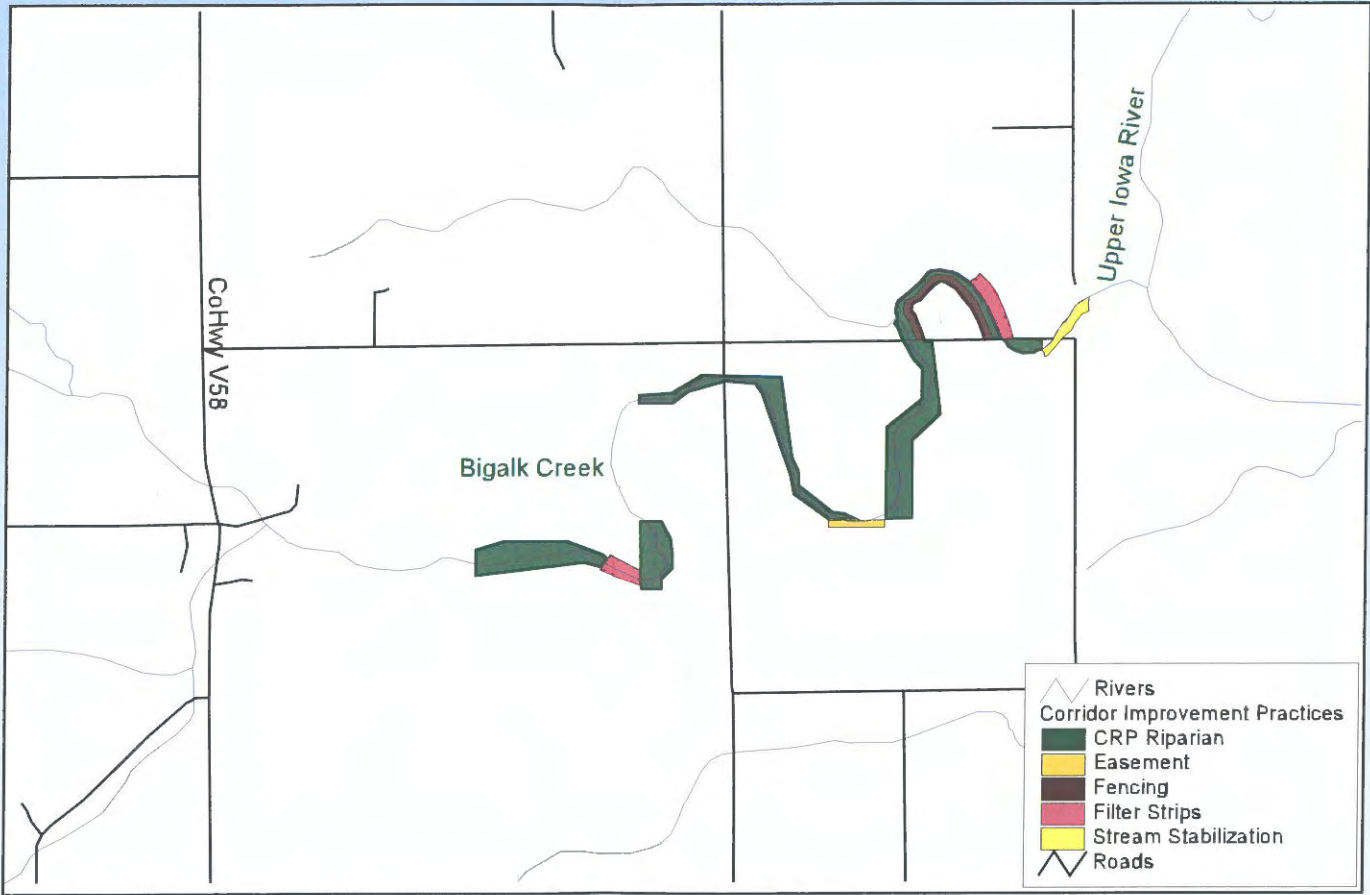 Upper Iowa River
CoHwy V58
Bigalk Creek
Rivers
Corridor Improvement Practices
CRP Riparian
Easement
Fencing
Filter Strips
Stream Stabilization
Roads